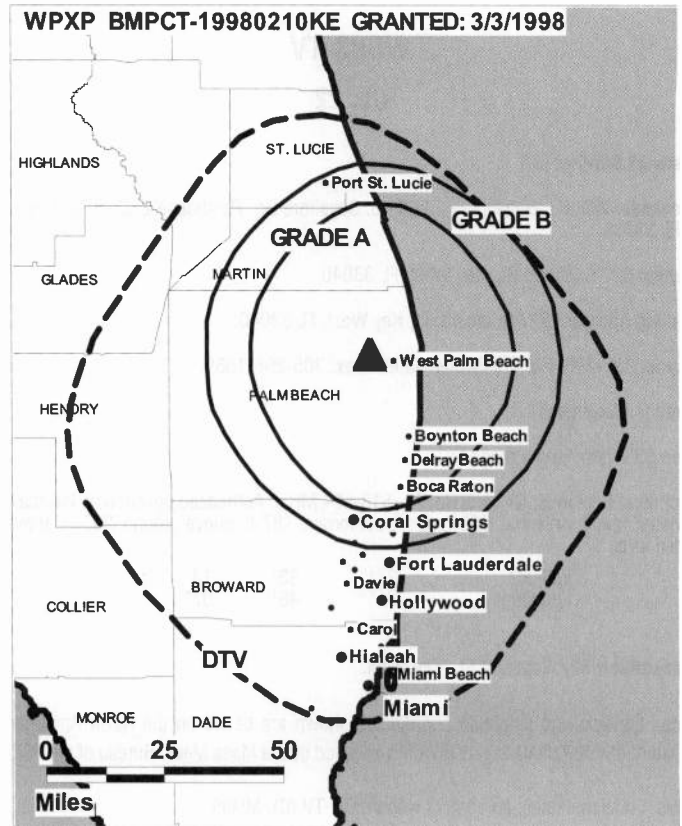 WPXP BMPCT-19980210KE GRANTED: 3/3/1998
ST. LUCIE
HIGHLANDS
Port St. Lucie
GRADE B
GRADE A
MARTIN
GLADES
West Palm Beach
PALM BEACH
HENDRY
Boynton Beach
Delray Beach
Boca Raton
Coral Springs
Fort Lauderdale
Davie
BROWARD
Hollywood
COLLIER
Carol
Hialeah
DTV
Miami Beach
Miami
MONROE
DADE
0 25 50
Miles